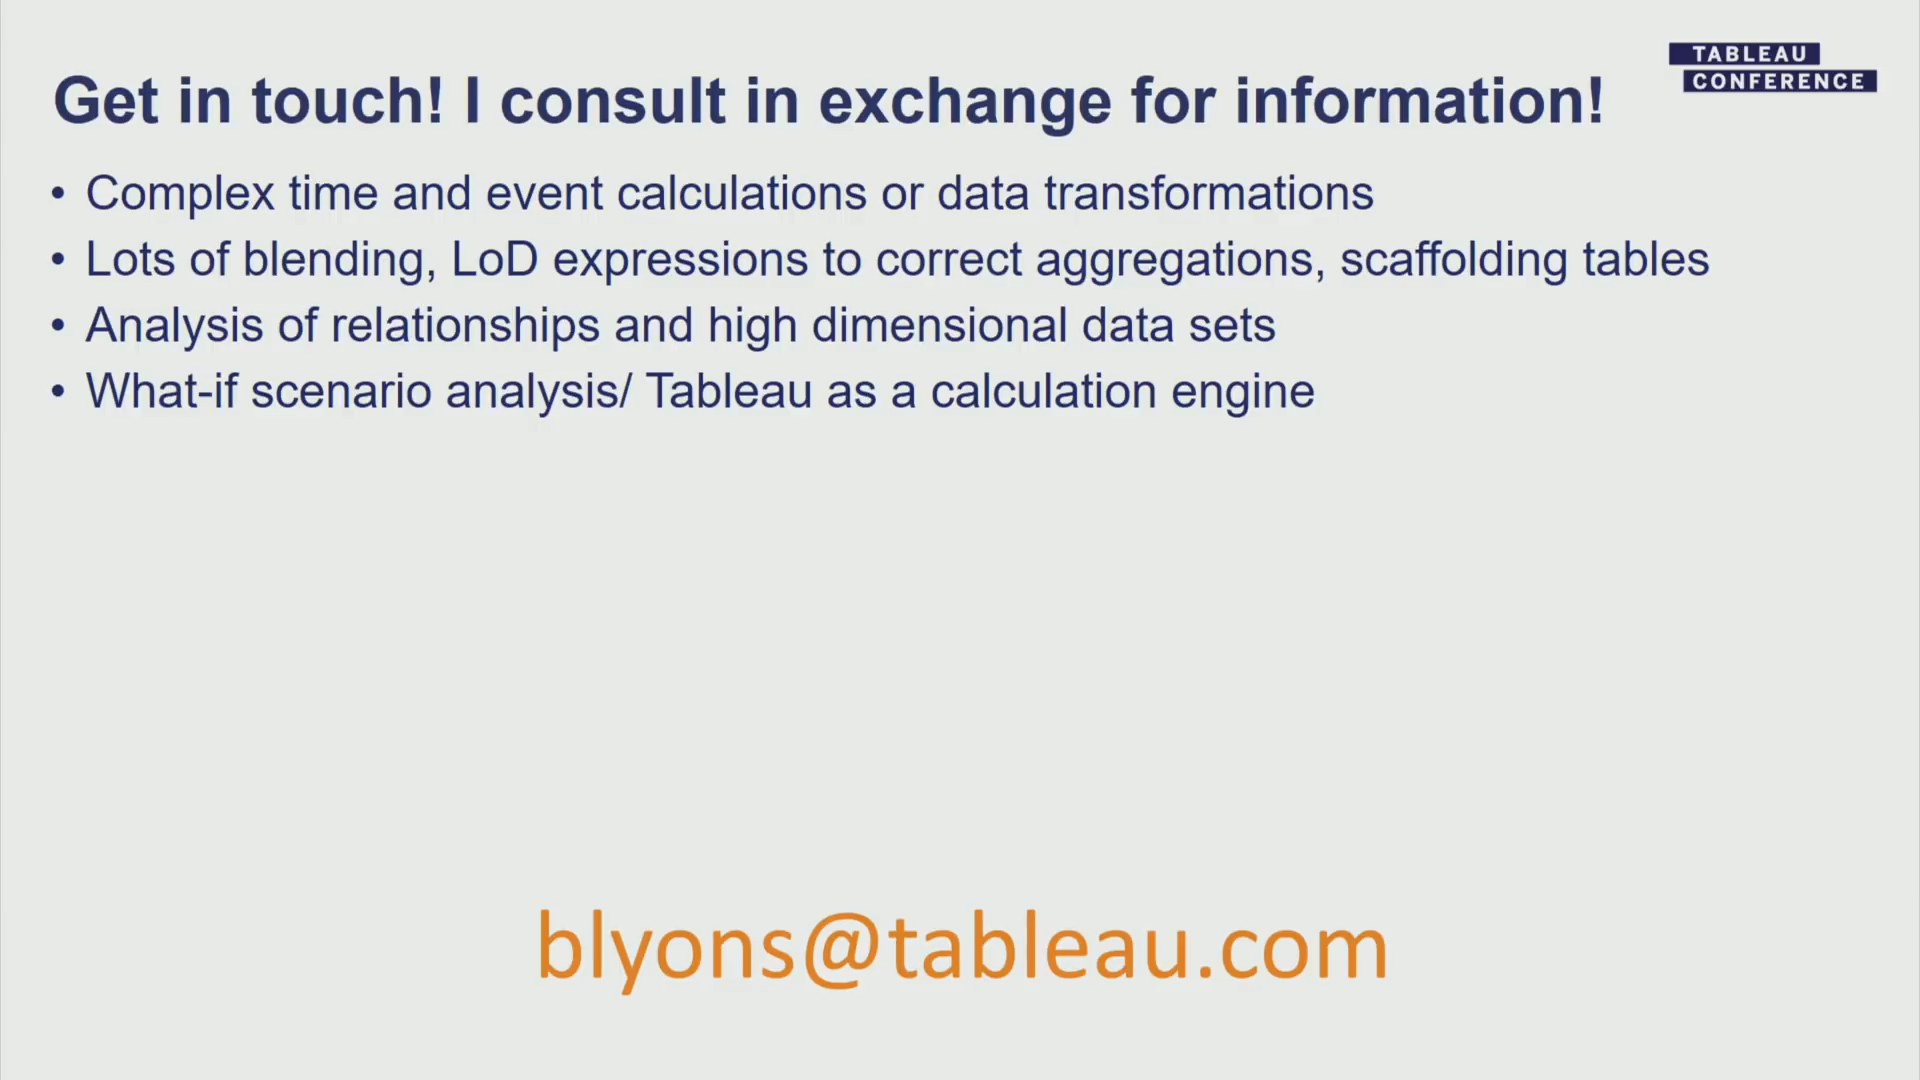 TABLEAU
CONFERENCE
Get in touch! I consult in exchange for information!
• Complex time and event calculations or data transformations
• Lots of blending, LoD expressions to correct aggregations, scaffolding tables
• Analysis of relationships and high dimensional data sets
• What-if scenario analysis/ Tableau as a calculation engine
blyons@tableau.com